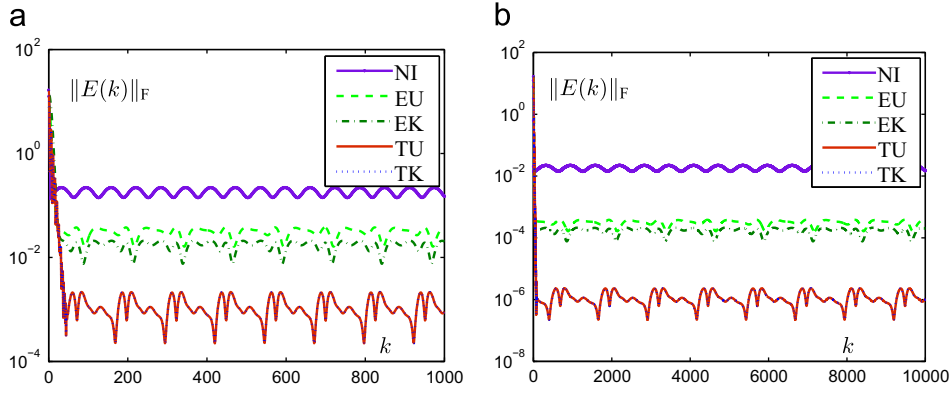 a
10^2
10^0
10^-2
10^-4
‖E(k)‖_F
NI
EU
EK
TU
TK
k
0 200 400 600 800 1000
b
10^2
10^0
10^-2
10^-4
10^-6
10^-8
‖E(k)‖_F
NI
EU
EK
TU
TK
k
0 2000 4000 6000 8000 10000